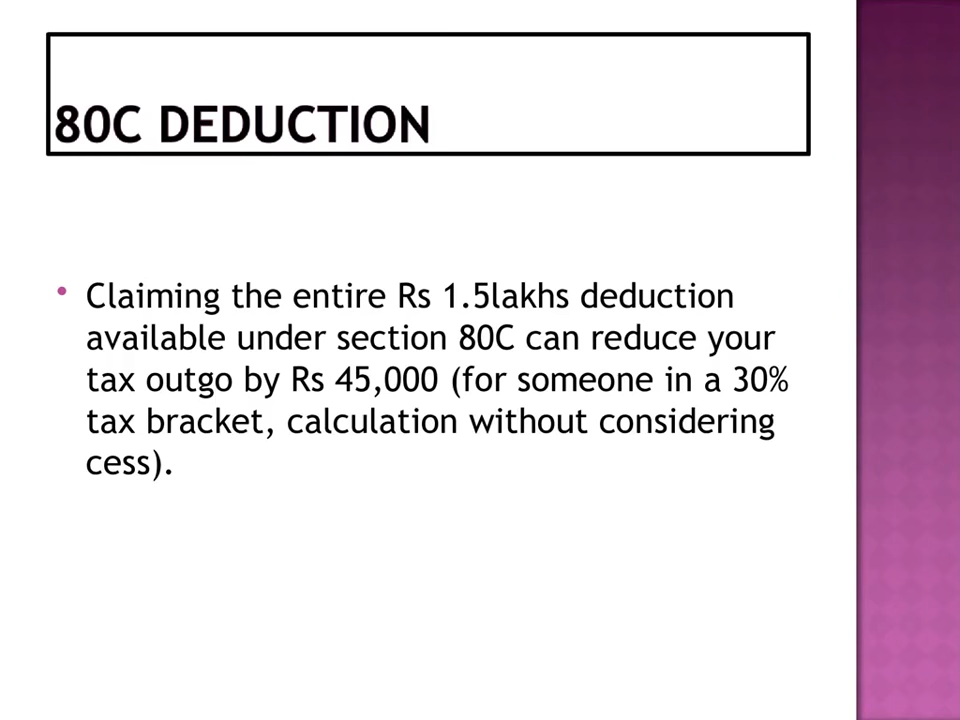 80C DEDUCTION
• Claiming the entire Rs 1.5lakhs deduction
available under section 80C can reduce your
tax outgo by Rs 45,000 (for someone in a 30%
tax bracket, calculation without considering
cess).